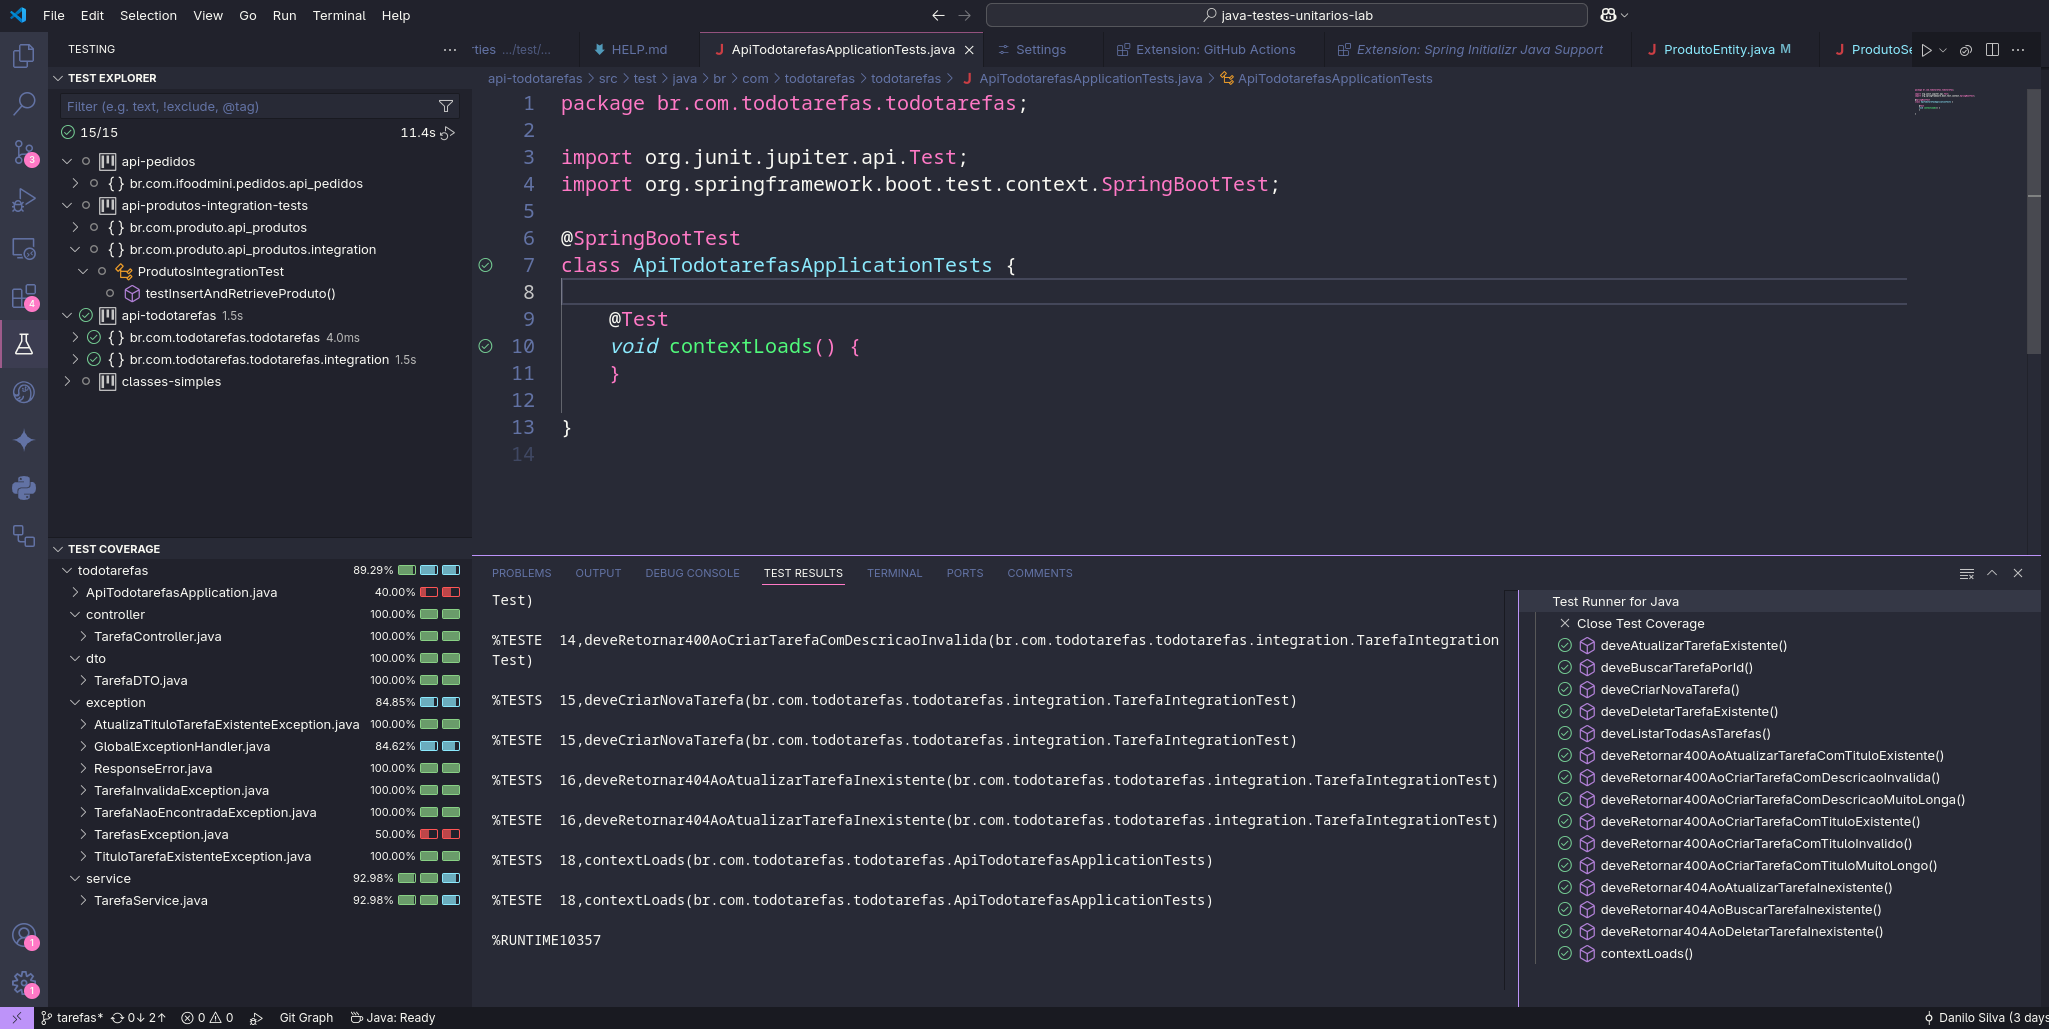 File Edit Selection View Go Run Terminal Help
java-testes-unitarios-lab
TESTING
ties .../test/...
HELP.md
ApiTodotarefasApplicationTests.java
Settings
Extension: GitHub Actions
Extension: Spring Initializr Java Support
ProdutoEntity.java M
ProdutoSe
api-todotarefas > src > test > java > br > com > todotarefas > todotarefas > ApiTodotarefasApplicationTests.java > ApiTodotarefasApplicationTests
TEST EXPLORER
Filter (e.g. text, !exclude, @tag)
15/15 11.4s
api-pedidos
{} br.com.ifoodmini.pedidos.api_pedidos
api-produtos-integration-tests
{} br.com.produto.api_produtos
{} br.com.produto.api_produtos.integration
ProdutosIntegrationTest
testInsertAndRetrieveProduto()
api-todotarefas 1.5s
{} br.com.todotarefas.todotarefas 4.0ms
{} br.com.todotarefas.todotarefas.integration 1.5s
classes-simples
TEST COVERAGE
todotarefas 89.29%
ApiTodotarefasApplication.java 40.00%
controller 100.00%
TarefaController.java 100.00%
dto 100.00%
TarefaDTO.java 100.00%
exception 84.85%
AtualizaTituloTarefaExistenteException.java 100.00%
GlobalExceptionHandler.java 84.62%
ResponseError.java 100.00%
TarefaInvalidaException.java 100.00%
TarefaNaoEncontradaException.java 100.00%
TarefasException.java 50.00%
TituloTarefaExistenteException.java 100.00%
service 92.98%
TarefaService.java 92.98%
1 package br.com.todotarefas.todotarefas;
2
3 import org.junit.jupiter.api.Test;
4 import org.springframework.boot.test.context.SpringBootTest;
5
6 @SpringBootTest
7 class ApiTodotarefasApplicationTests {
8
9 @Test
10 void contextLoads() {
11 }
12
13 }
14
PROBLEMS OUTPUT DEBUG CONSOLE TEST RESULTS TERMINAL PORTS COMMENTS
Test)
%TESTE 14,deveRetornar400AoCriarTarefaComDescricaoInvalida(br.com.todotarefas.todotarefas.integration.TarefaIntegration
Test)
%TESTS 15,deveCriarNovaTarefa(br.com.todotarefas.todotarefas.integration.TarefaIntegrationTest)
%TESTE 15,deveCriarNovaTarefa(br.com.todotarefas.todotarefas.integration.TarefaIntegrationTest)
%TESTS 16,deveRetornar404AoAtualizarTarefaInexistente(br.com.todotarefas.todotarefas.integration.TarefaIntegrationTest)
%TESTE 16,deveRetornar404AoAtualizarTarefaInexistente(br.com.todotarefas.todotarefas.integration.TarefaIntegrationTest)
%TESTS 18,contextLoads(br.com.todotarefas.todotarefas.ApiTodotarefasApplicationTests)
%TESTE 18,contextLoads(br.com.todotarefas.todotarefas.ApiTodotarefasApplicationTests)
%RUNTIME10357
Test Runner for Java
Close Test Coverage
deveAtualizarTarefaExistente()
deveBuscarTarefaPorId()
deveCriarNovaTarefa()
deveDeletarTarefaExistente()
deveListarTodasAsTarefas()
deveRetornar400AoAtualizarTarefaComTituloExistente()
deveRetornar400AoCriarTarefaComDescricaoInvalida()
deveRetornar400AoCriarTarefaComDescricaoMuitoLonga()
deveRetornar400AoCriarTarefaComTituloExistente()
deveRetornar400AoCriarTarefaComTituloInvalido()
deveRetornar400AoCriarTarefaComTituloMuitoLongo()
deveRetornar404AoAtualizarTarefaInexistente()
deveRetornar404AoBuscarTarefaInexistente()
deveRetornar404AoDeletarTarefaInexistente()
contextLoads()
3
4
1
1
tarefas* 0↓ 2↑ 0 0 Git Graph Java: Ready
Danilo Silva (3 days